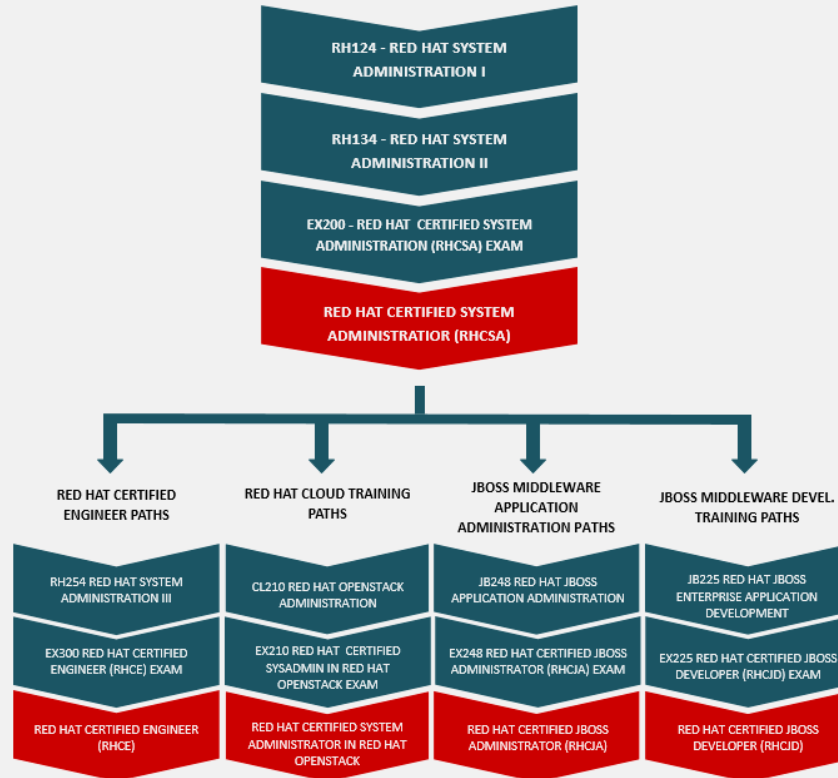 RH124 - RED HAT SYSTEM
ADMINISTRATION I
RH134 - RED HAT SYSTEM
ADMINISTRATION II
EX200 - RED HAT CERTIFIED SYSTEM
ADMINISTRATION (RHCSA) EXAM
RED HAT CERTIFIED SYSTEM
ADMINISTRATIOR (RHCSA)
RED HAT CERTIFIED
ENGINEER PATHS
RH254 RED HAT SYSTEM
ADMINISTRATION III
EX300 RED HAT CERTIFIED
ENGINEER (RHCE) EXAM
RED HAT CERTIFIED ENGINEER
(RHCE)
RED HAT CLOUD TRAINING
PATHS
CL210 RED HAT OPENSTACK
ADMINISTRATION
EX210 RED HAT CERTIFIED
SYSADMIN IN RED HAT
OPENSTACK EXAM
RED HAT CERTIFIED SYSTEM
ADMINISTRATOR IN RED HAT
OPENSTACK
JBOSS MIDDLEWARE
APPLICATION
ADMINISTRATION PATHS
JB248 RED HAT JBOSS
APPLICATION ADMINISTRATION
EX248 RED HAT CERTIFIED JBOSS
ADMINISTRATOR (RHCJA) EXAM
RED HAT CERTIFIED JBOSS
ADMINISTRATOR (RHCJA)
JBOSS MIDDLEWARE DEVEL.
TRAINING PATHS
JB225 RED HAT JBOSS
ENTERPRISE APPLICATION
DEVELOPMENT
EX225 RED HAT CERTIFIED JBOSS
DEVELOPER (RHCJD) EXAM
RED HAT CERTIFIED JBOSS
DEVELOPER (RHCJD)